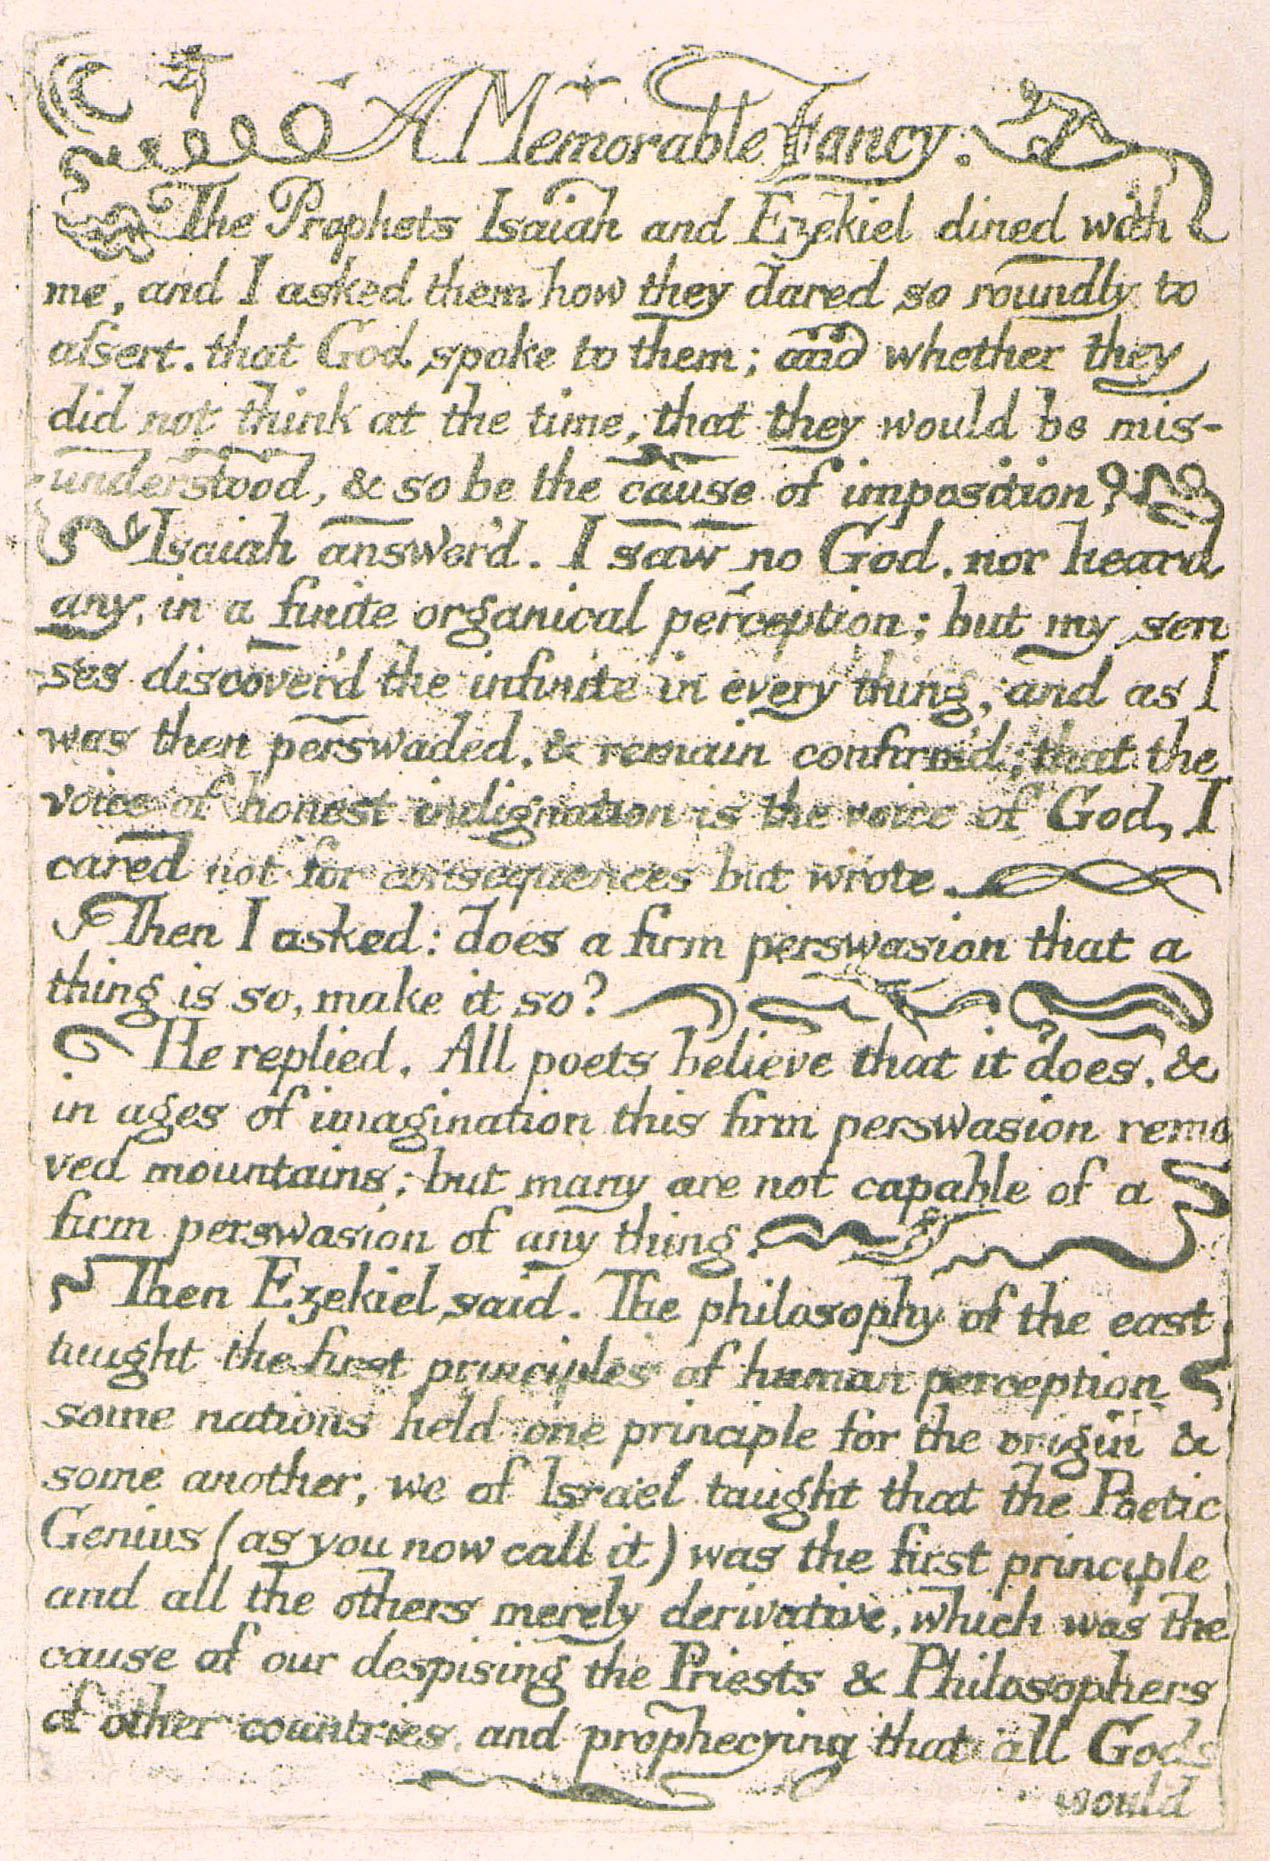 A Memorable Fancy.
The Prophets Isaiah and Ezekiel dined with
me, and I asked them how they dared so roundly to
aſsert. that God spoke to them; and whether they
did not think at the time, that they would be mis-
understood, & so be the cause of imposition?
Isaiah answer'd. I saw no God, nor heard
any, in a finite organical perception; but my sen
ses discover'd the infinite in every thing, and as I
was then perswaded, & remain confirm'd; that the
voice of honest indignation is the voice of God, I
cared not for consequences but wrote.
Then I asked: does a firm perswasion that a
thing is so, make it so?
He replied. All poets believe that it does, &
in ages of imagination this firm perswasion remo
ved mountains; but many are not capable of a
firm perswasion of any thing.
Then Ezekiel said. The philosophy of the east
taught the first principles of human perception
some nations held one principle for the origin &
some another, we of Israel taught that the Poetic
Genius (as you now call it) was the first principle
and all the others merely derivative, which was the
cause of our despising the Priests & Philosophers
of other countries, and prophecying that all Gods
would